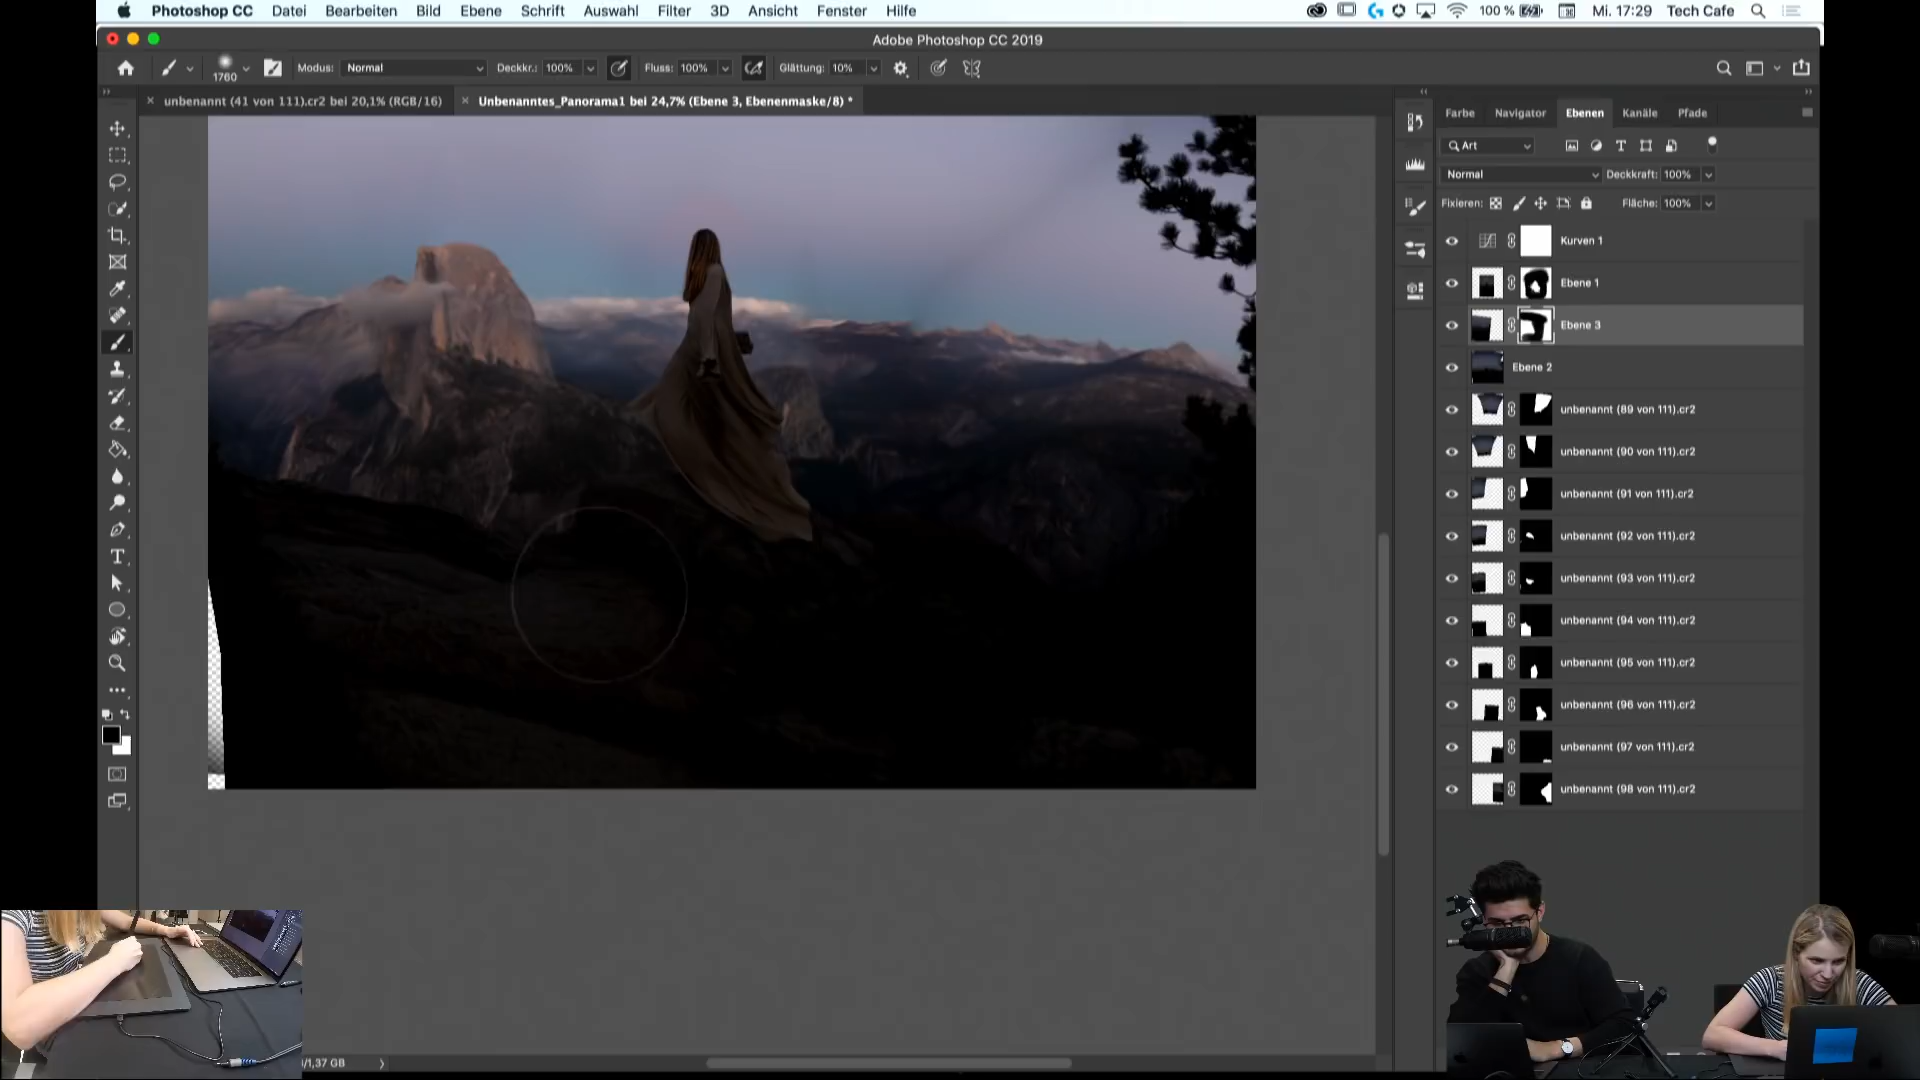 Photoshop CC Datei Bearbeiten Bild Ebene Schrift Auswahl Filter 3D Ansicht Fenster Hilfe 100 % Mi. 17:29 Tech Cafe
Adobe Photoshop CC 2019
1760 Modus: Normal Deckkr.: 100% Fluss: 100% Glättung: 10%
unbenannt (41 von 111).cr2 bei 20,1% (RGB/16) Unbenanntes_Panorama1 bei 24,7% (Ebene 3, Ebenenmaske/8) *
Farbe Navigator Ebenen Kanäle Pfade
Art
Normal Deckkraft: 100%
Fixieren: Fläche: 100%
Kurven 1
Ebene 1
Ebene 3
Ebene 2
unbenannt (89 von 111).cr2
unbenannt (90 von 111).cr2
unbenannt (91 von 111).cr2
unbenannt (92 von 111).cr2
unbenannt (93 von 111).cr2
unbenannt (94 von 111).cr2
unbenannt (95 von 111).cr2
unbenannt (96 von 111).cr2
unbenannt (97 von 111).cr2
unbenannt (98 von 111).cr2
/1,37 GB